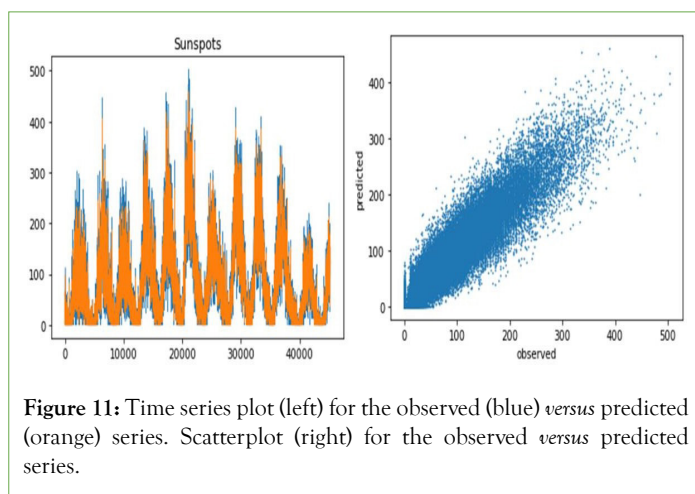 Sunspots
500
400
300
200
100
0
0 10000 20000 30000 40000
predicted
400
300
200
100
0
0 100 200 300 400 500
observed
Figure 11: Time series plot (left) for the observed (blue) versus predicted
(orange) series. Scatterplot (right) for the observed versus predicted
series.